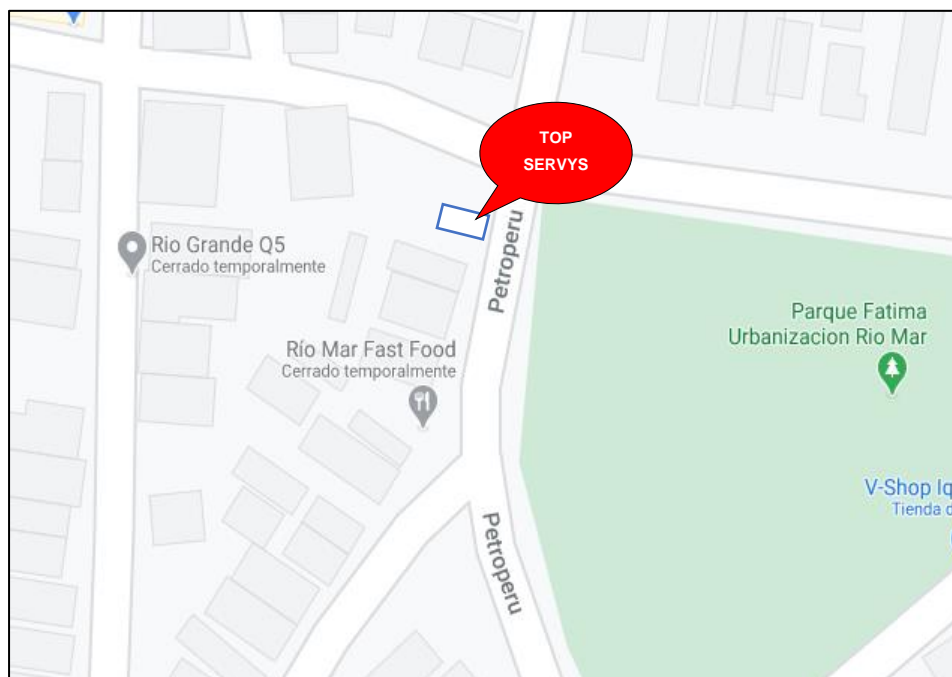 TOP
SERVYS
Petroperu
Rio Grande Q5
Cerrado temporalmente
Parque Fatima
Urbanizacion Rio Mar
Río Mar Fast Food
Cerrado temporalmente
V-Shop Iq
Tienda d
Petroperu